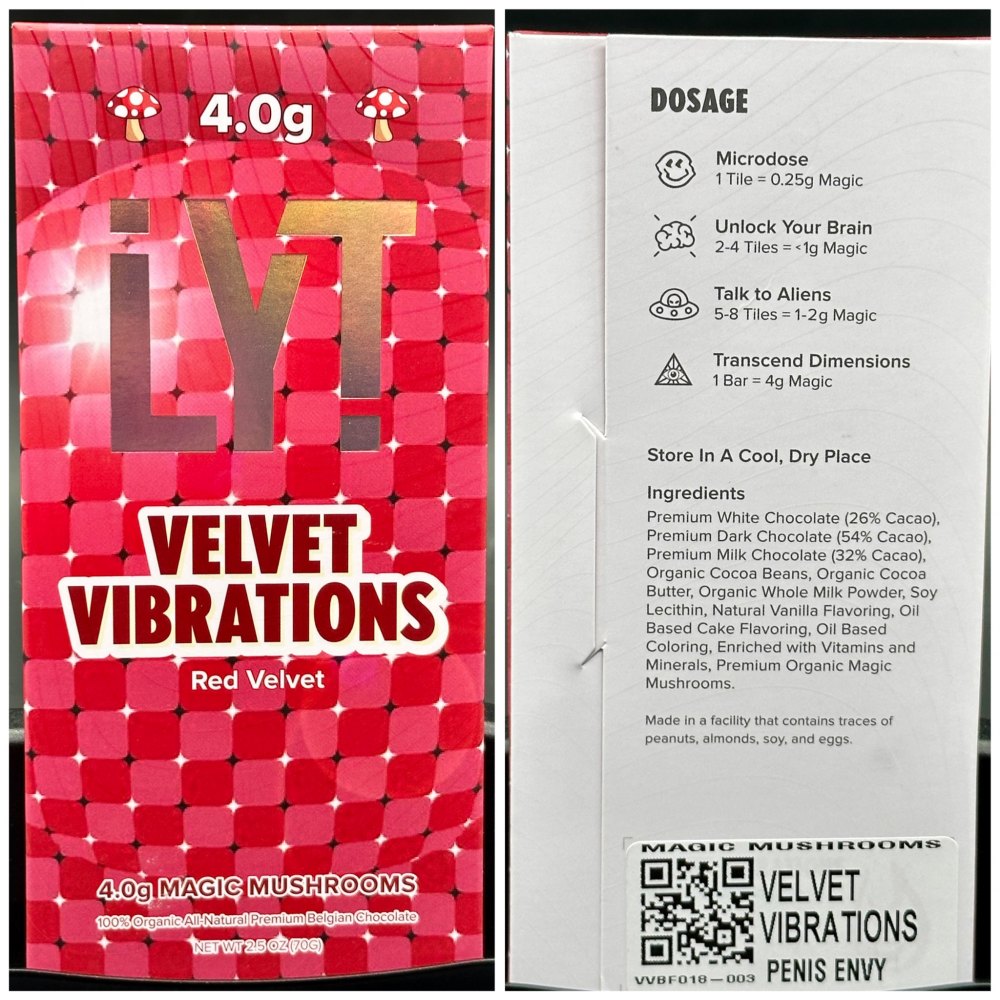 4.0g
LYT
VELVET
VIBRATIONS
Red Velvet
4.0g MAGIC MUSHROOMS
100% Organic All-Natural Premium Belgian Chocolate
NET WT 2.5 OZ (70G)
DOSAGE
Microdose
1 Tile = 0.25g Magic
Unlock Your Brain
2-4 Tiles = <1g Magic
Talk to Aliens
5-8 Tiles = 1-2g Magic
Transcend Dimensions
1 Bar = 4g Magic
Store In A Cool, Dry Place
Ingredients
Premium White Chocolate (26% Cacao),
Premium Dark Chocolate (54% Cacao),
Premium Milk Chocolate (32% Cacao),
Organic Cocoa Beans, Organic Cocoa
Butter, Organic Whole Milk Powder, Soy
Lecithin, Natural Vanilla Flavoring, Oil
Based Cake Flavoring, Oil Based
Coloring, Enriched with Vitamins and
Minerals, Premium Organic Magic
Mushrooms.
Made in a facility that contains traces of
peanuts, almonds, soy, and eggs.
MAGIC MUSHROOMS
VELVET
VIBRATIONS
PENIS ENVY
VVBF018-003